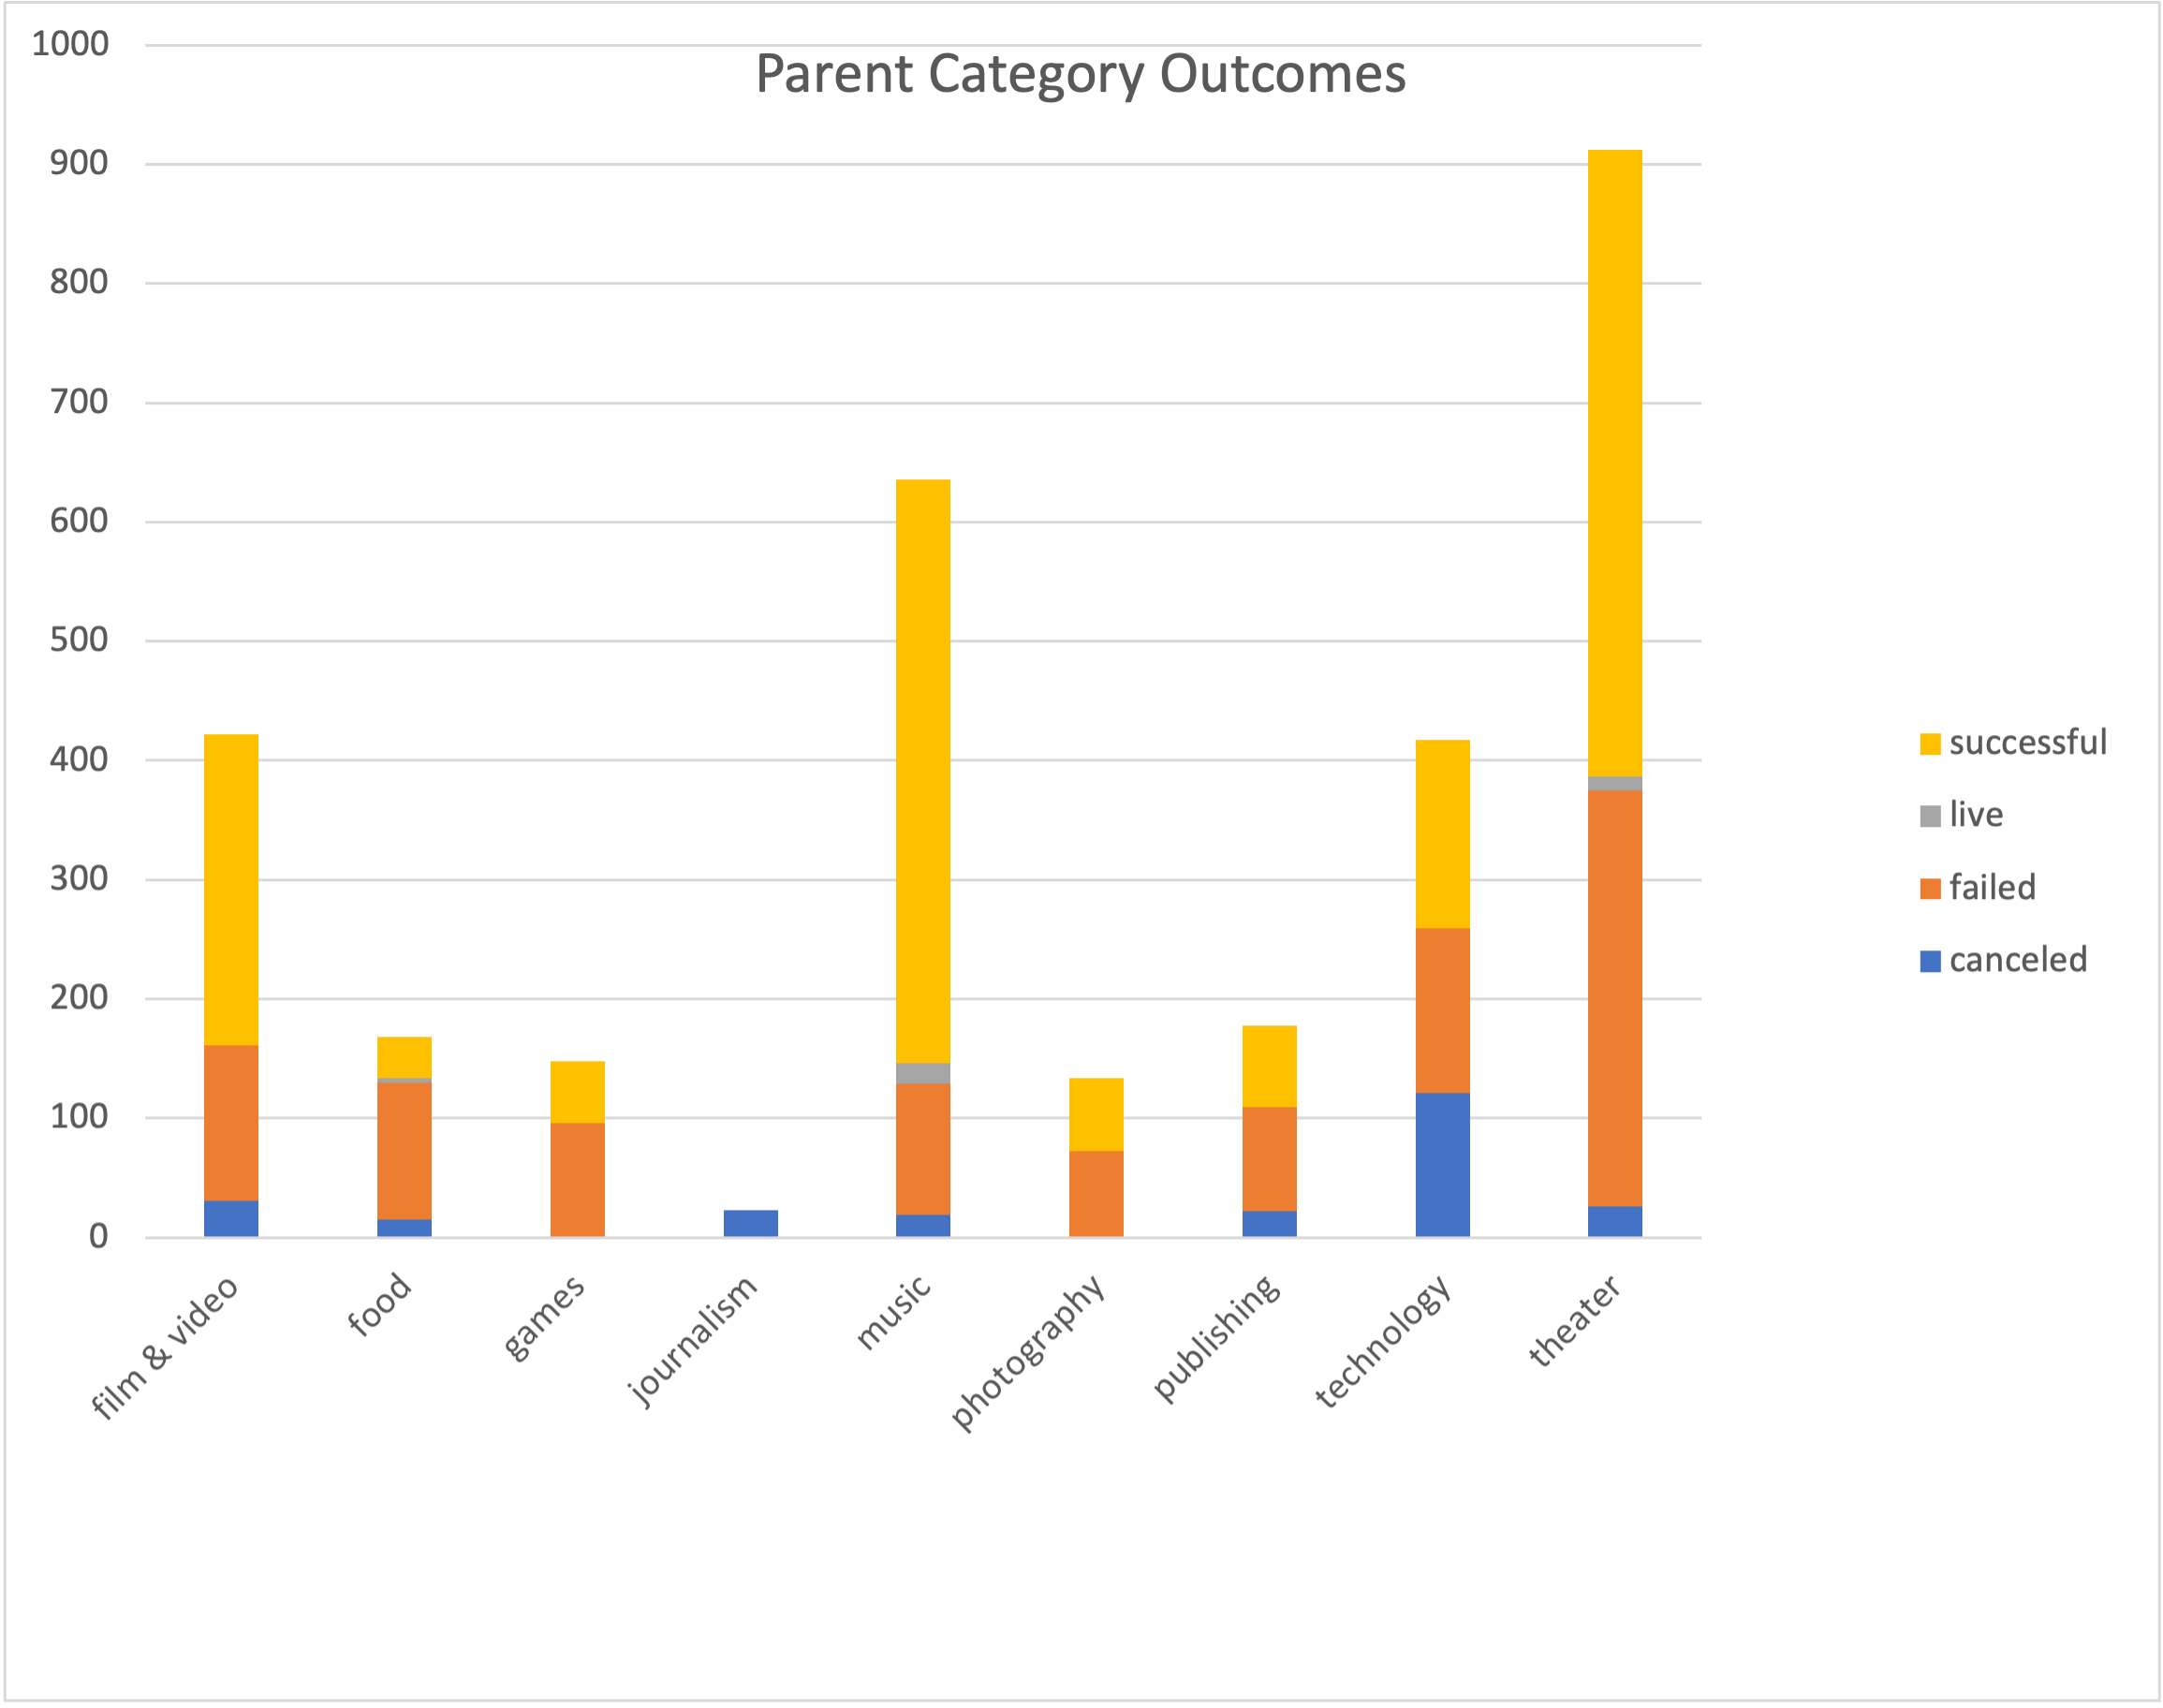 Parent Category Outcomes
1000
900
800
700
600
500
400
300
200
100
0
film & video
food
games
journalism
music
photography
publishing
technology
theater
successful
live
failed
canceled